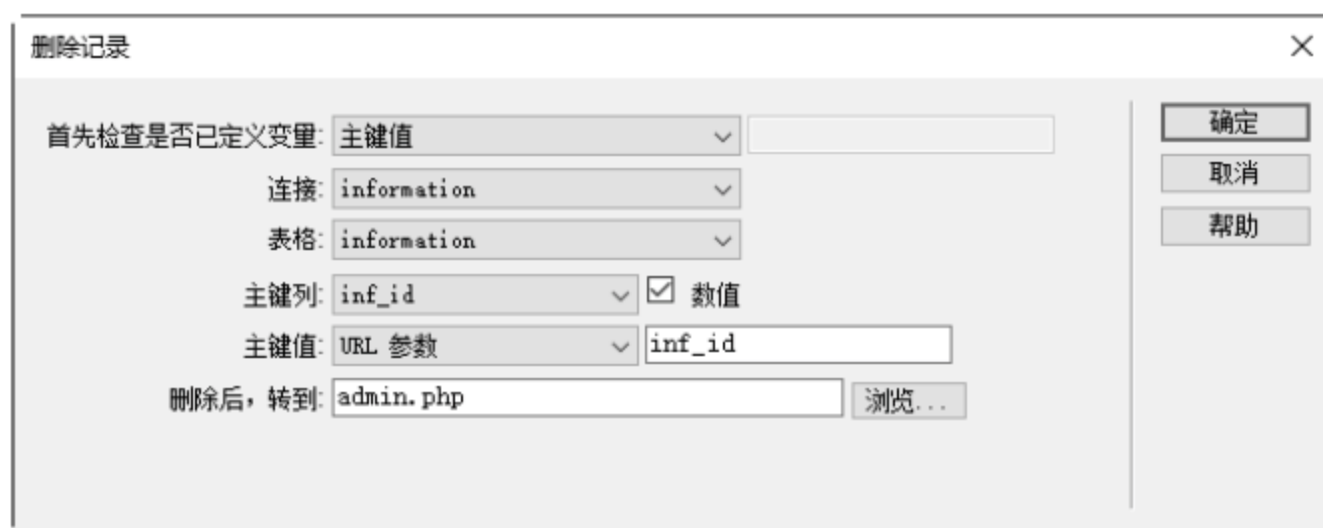 删除记录
首先检查是否已定义变量: 主键值
确定
连接: information
取消
表格: information
帮助
主键列: inf_id 数值
主键值: URL 参数 inf_id
删除后，转到: admin.php 浏览...